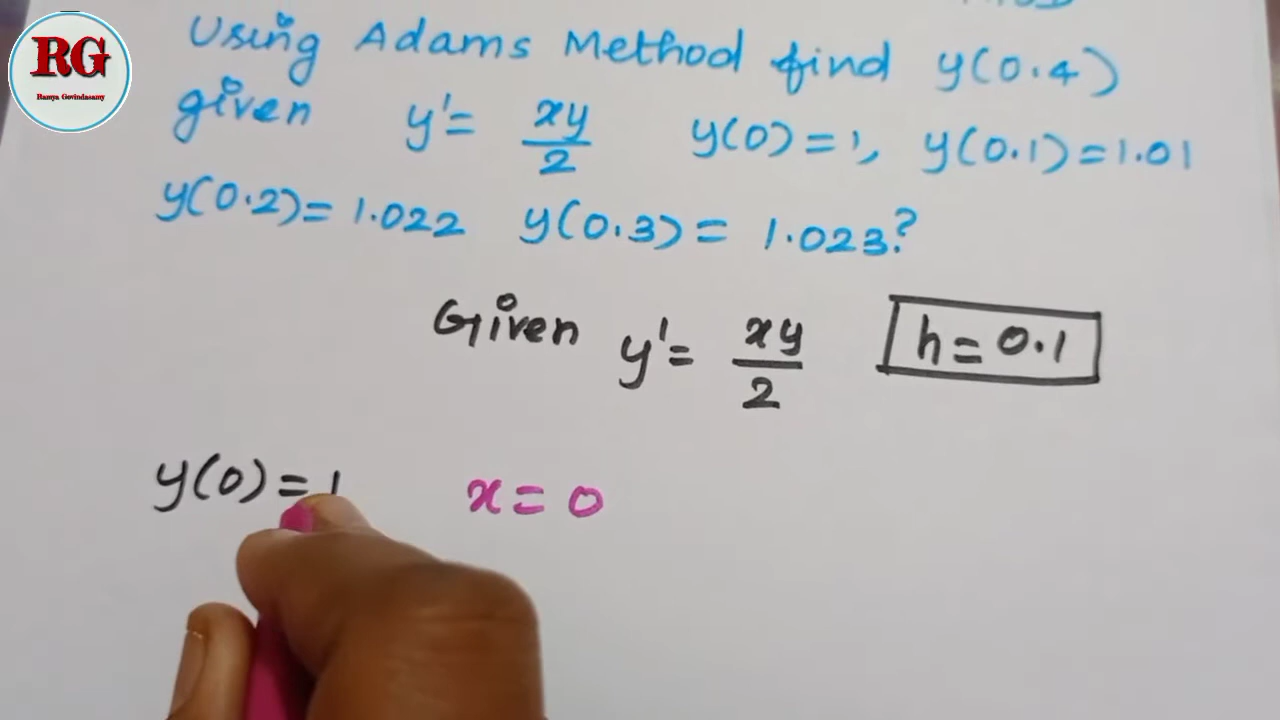 RG
Ramya Govindasamy
Using Adams Method find y(0.4)
given y' = xy/2 y(0) = 1, y(0.1) = 1.01
y(0.2) = 1.022 y(0.3) = 1.023?
Given y' = xy/2 h = 0.1
y(0) = 1 x = 0